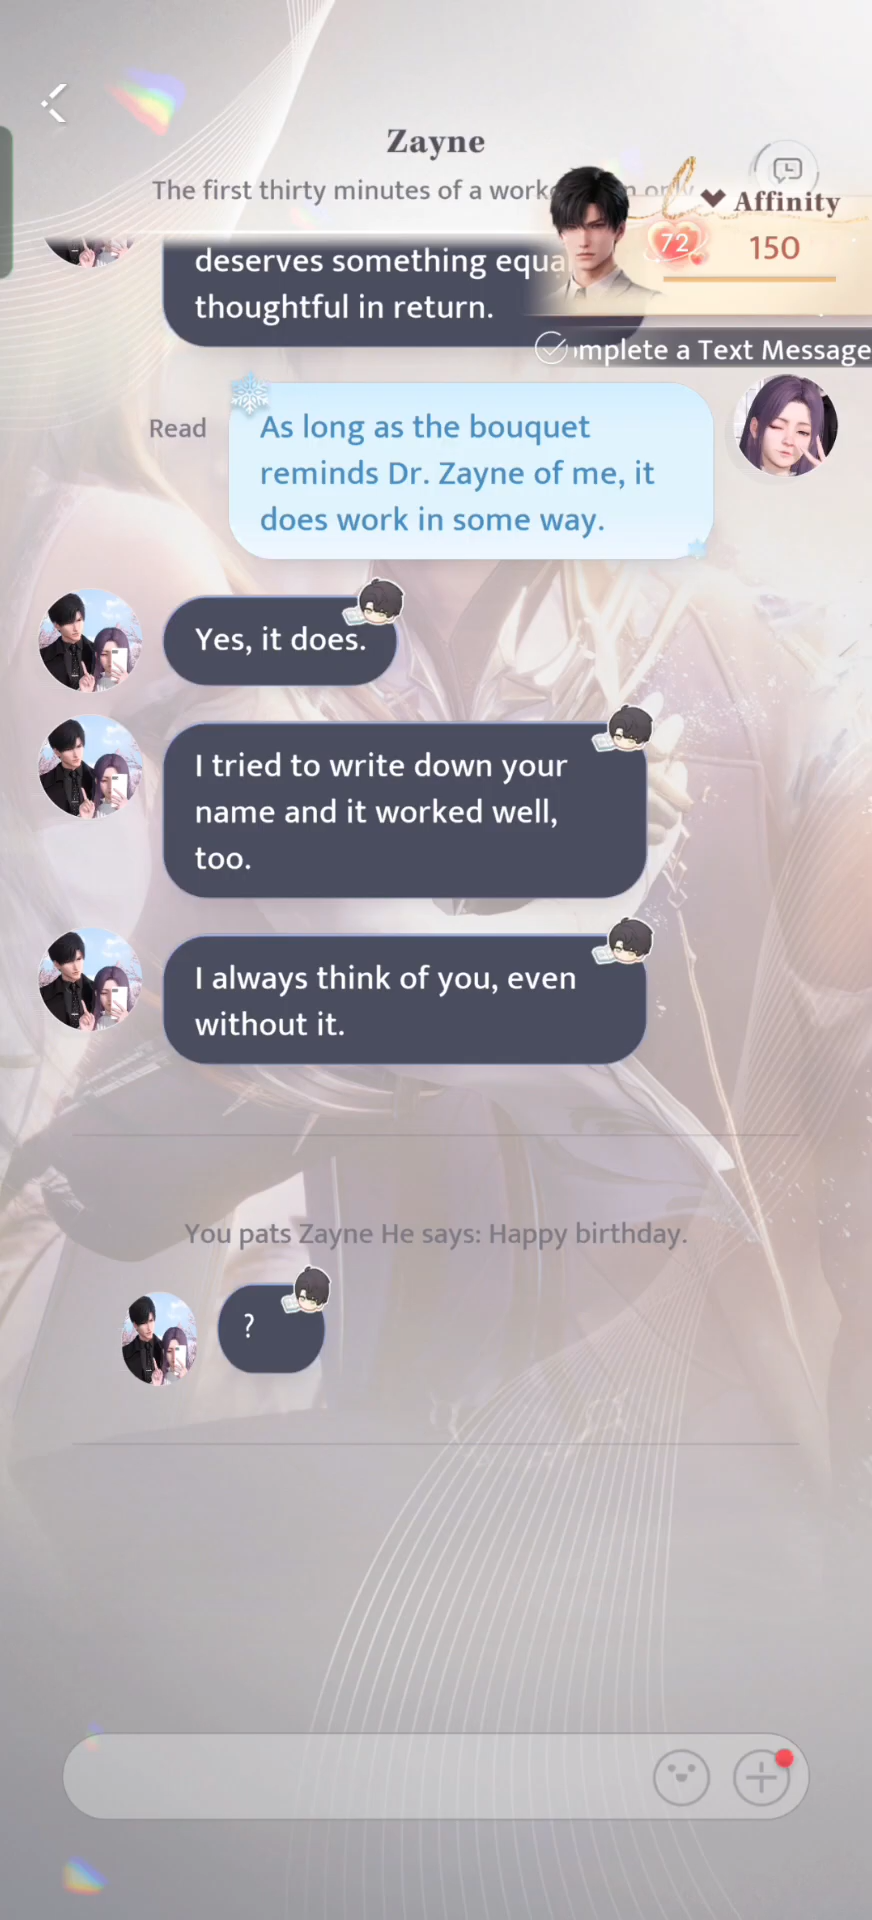 Zayne
The first thirty minutes of a only
Affinity
72
150
deserves something
thoughtful in return.
a Text Message
Read
As long as the bouquet
reminds Dr. Zayne of me, it
does work in some way.
Yes, it does.
I tried to write down your
name and it worked well,
too.
I always think of you, even
without it.
You pats Zayne He says: Happy birthday.
?